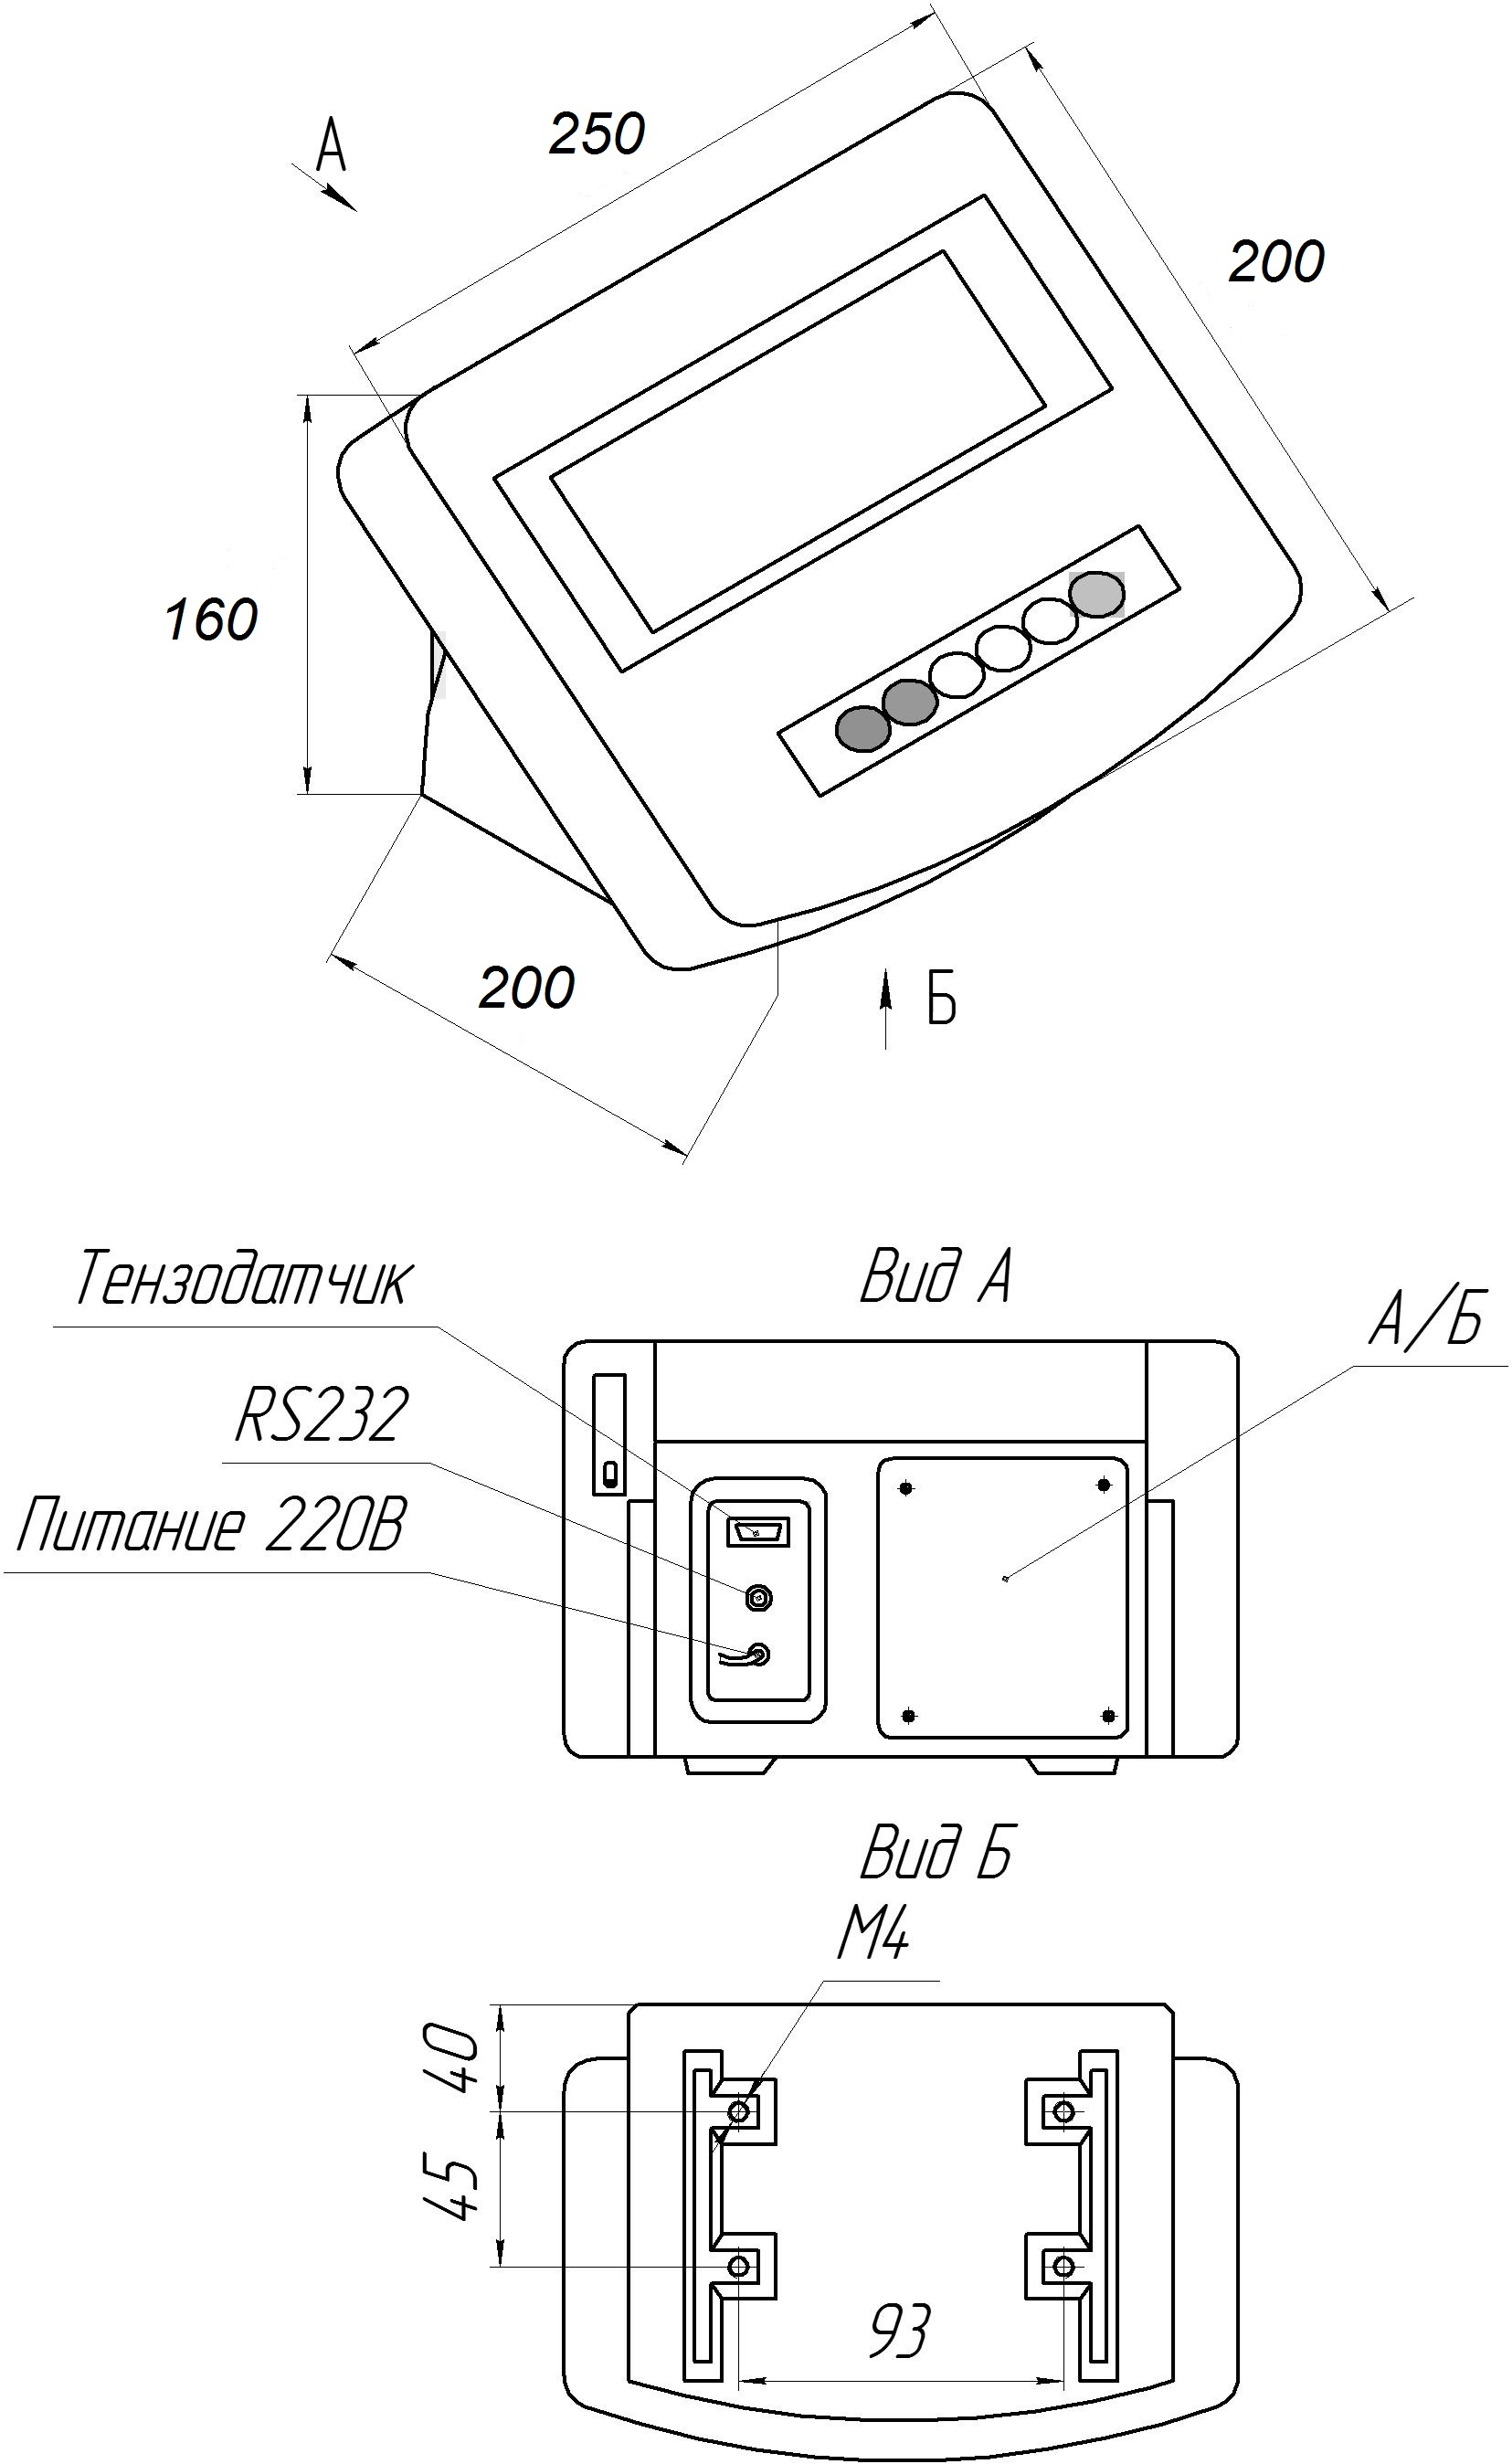 А
250
200
160
200
Б
Тензодатчик
Вид А
А/Б
RS232
Питание 220В
Вид Б
М4
40
45
93